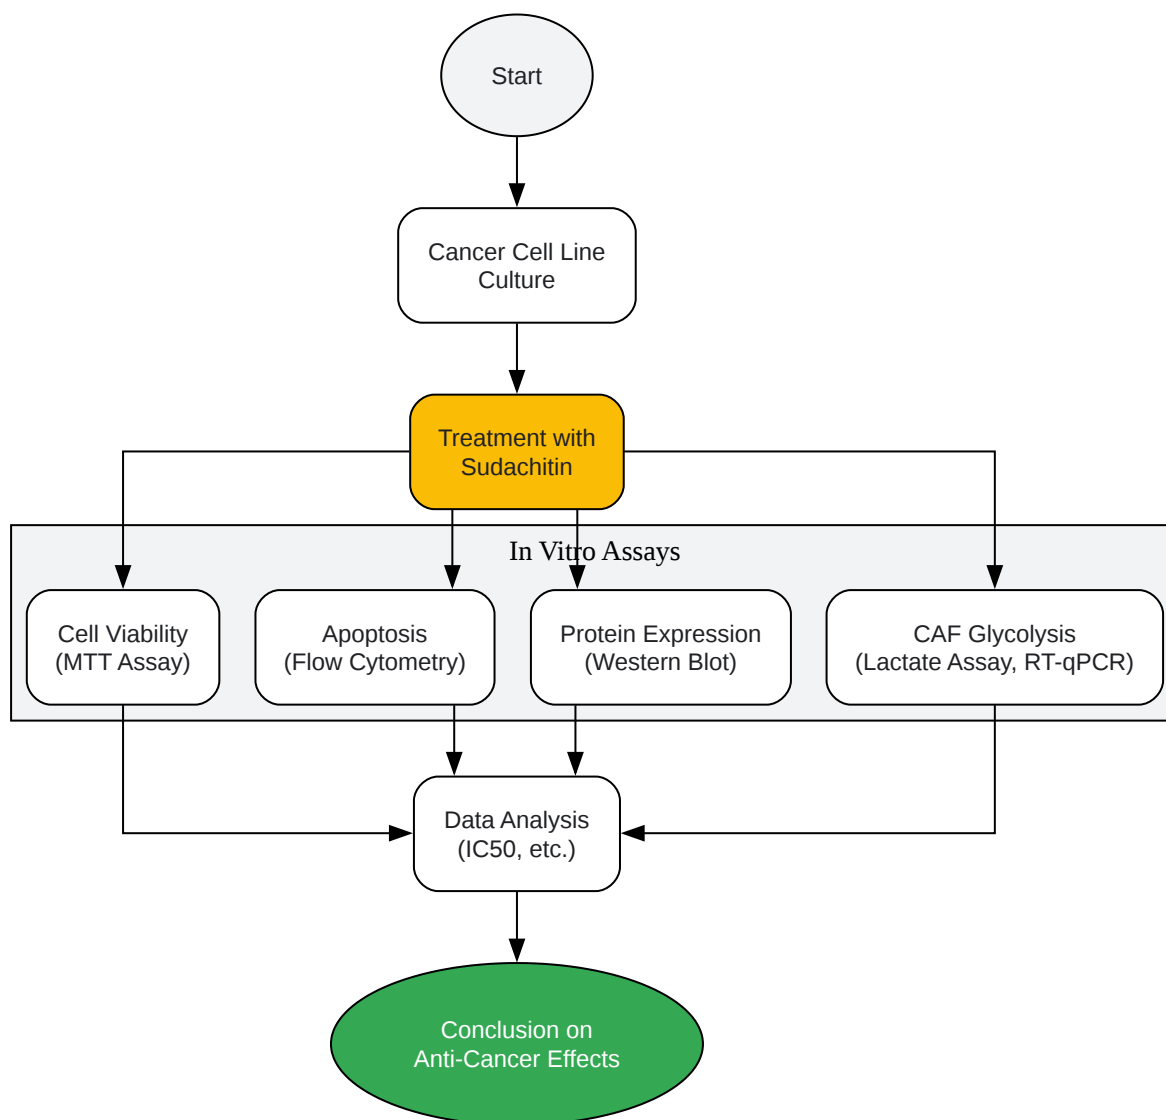 Start
Cancer Cell Line
Culture
Treatment with
Sudachitin
In Vitro Assays
Cell Viability
(MTT Assay)
Apoptosis
(Flow Cytometry)
Protein Expression
(Western Blot)
CAF Glycolysis
(Lactate Assay, RT-qPCR)
Data Analysis
(IC50, etc.)
Conclusion on
Anti-Cancer Effects